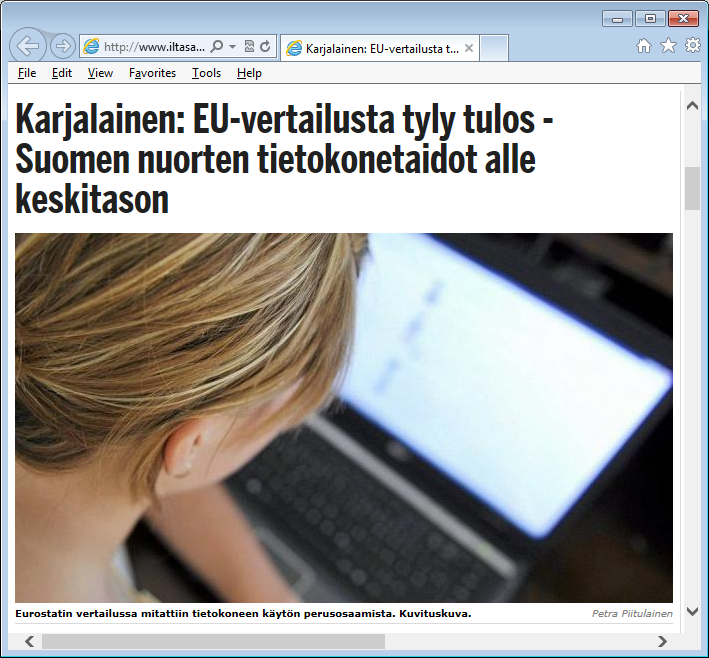 http://www.iltasa...
Karjalainen: EU-vertailusta t...
File Edit View Favorites Tools Help
Karjalainen: EU-vertailusta tyly tulos -
Suomen nuorten tietokonetaidot alle
keskitason
Eurostatin vertailussa mitattiin tietokoneen käytön perusosaamista. Kuvituskuva.
Petra Piitulainen